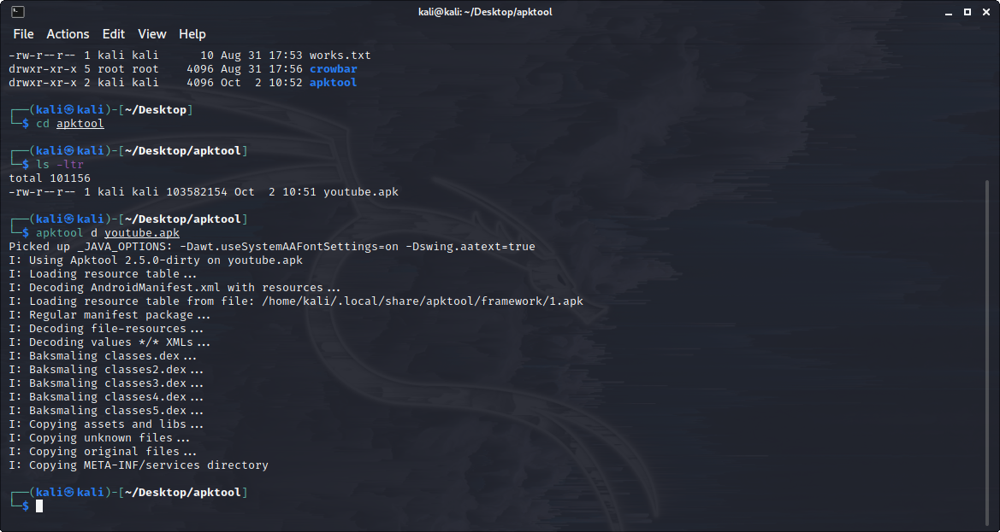 kali@kali: ~/Desktop/apktool
File Actions Edit View Help
-rw-r--r-- 1 kali kali      10 Aug 31 17:53 works.txt
drwxr-xr-x 5 root root    4096 Aug 31 17:56 crowbar
drwxr-xr-x 2 kali kali    4096 Oct  2 10:52 apktool
┌──(kali㉿kali)-[~/Desktop]
└─$ cd apktool
┌──(kali㉿kali)-[~/Desktop/apktool]
└─$ ls -ltr
total 101156
-rw-r--r-- 1 kali kali 103582154 Oct  2 10:51 youtube.apk
┌──(kali㉿kali)-[~/Desktop/apktool]
└─$ apktool d youtube.apk
Picked up _JAVA_OPTIONS: -Dawt.useSystemAAFontSettings=on -Dswing.aatext=true
I: Using Apktool 2.5.0-dirty on youtube.apk
I: Loading resource table...
I: Decoding AndroidManifest.xml with resources...
I: Loading resource table from file: /home/kali/.local/share/apktool/framework/1.apk
I: Regular manifest package...
I: Decoding file-resources...
I: Decoding values */* XMLs...
I: Baksmaling classes.dex...
I: Baksmaling classes2.dex...
I: Baksmaling classes3.dex...
I: Baksmaling classes4.dex...
I: Baksmaling classes5.dex...
I: Copying assets and libs...
I: Copying unknown files...
I: Copying original files...
I: Copying META-INF/services directory
┌──(kali㉿kali)-[~/Desktop/apktool]
└─$